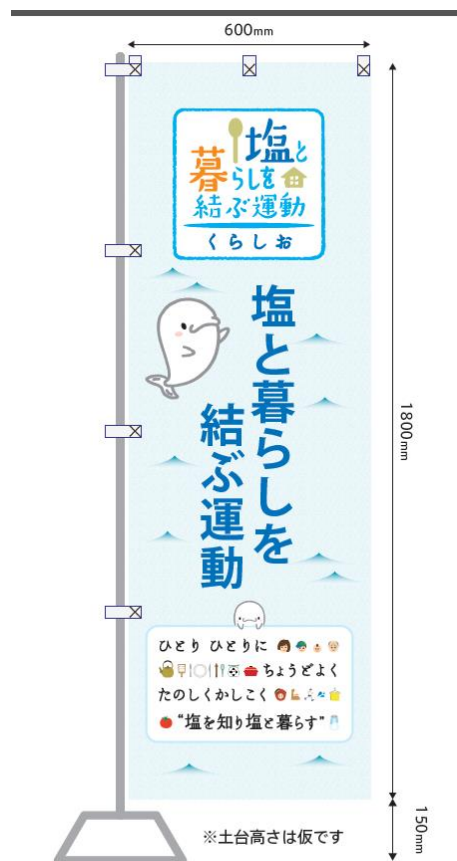 600mm
塩と
暮らしを
結ぶ運動
くらしお
塩と暮らしを
結ぶ運動
1800mm
ひとり ひとりに
ちょうどよく
たのしくかしこく
“塩を知り塩と暮らす”
150mm
※土台高さは仮です